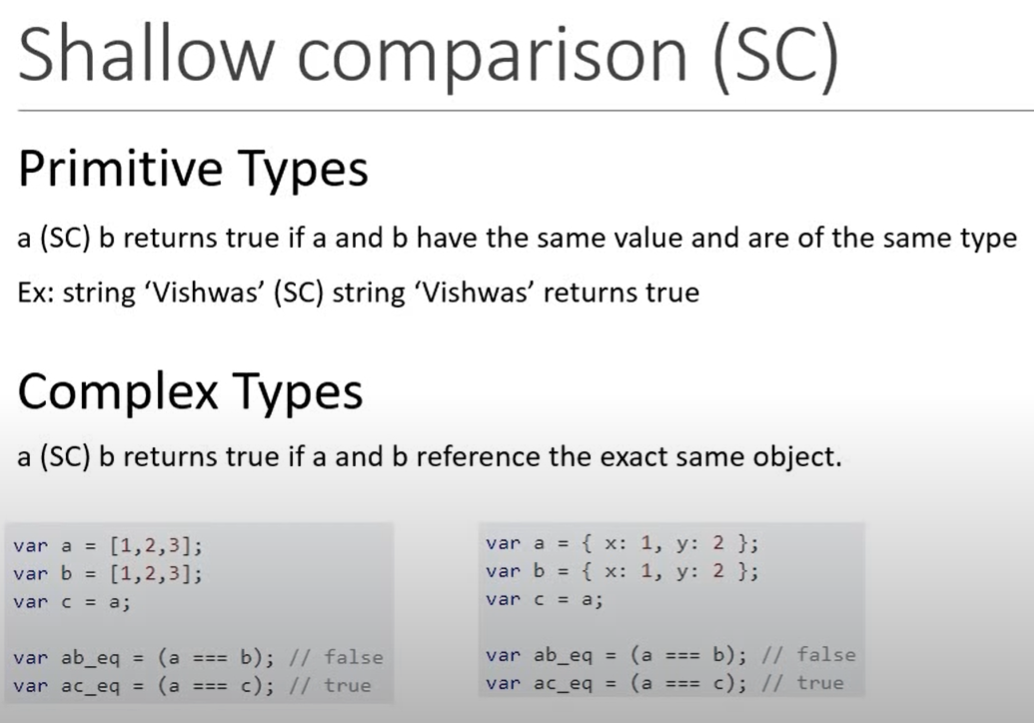 Shallow comparison (SC)
Primitive Types
a (SC) b returns true if a and b have the same value and are of the same type
Ex: string ‘Vishwas’ (SC) string ‘Vishwas’ returns true
Complex Types
a (SC) b returns true if a and b reference the exact same object.
var a = [1,2,3];
var b = [1,2,3];
var c = a;
var ab_eq = (a === b); // false
var ac_eq = (a === c); // true
var a = { x: 1, y: 2 };
var b = { x: 1, y: 2 };
var c = a;
var ab_eq = (a === b); // false
var ac_eq = (a === c); // true